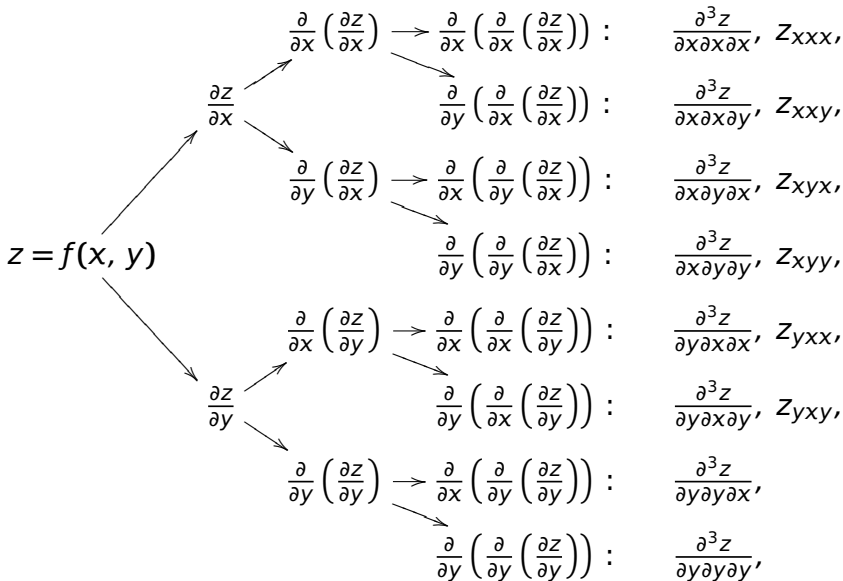 ∂/∂x (∂z/∂x) → ∂/∂x (∂/∂x (∂z/∂x)) : ∂³z/∂x∂x∂x, z_xxx,
∂z/∂x
∂/∂y (∂/∂x (∂z/∂x)) : ∂³z/∂x∂x∂y, z_xxy,
∂/∂y (∂z/∂x) → ∂/∂x (∂/∂y (∂z/∂x)) : ∂³z/∂x∂y∂x, z_xyx,
z = f(x, y)
∂/∂y (∂/∂y (∂z/∂x)) : ∂³z/∂x∂y∂y, z_xyy,
∂/∂x (∂z/∂y) → ∂/∂x (∂/∂x (∂z/∂y)) : ∂³z/∂y∂x∂x, z_yxx,
∂z/∂y
∂/∂y (∂/∂x (∂z/∂y)) : ∂³z/∂y∂x∂y, z_yxy,
∂/∂y (∂z/∂y) → ∂/∂x (∂/∂y (∂z/∂y)) : ∂³z/∂y∂y∂x,
∂/∂y (∂/∂y (∂z/∂y)) : ∂³z/∂y∂y∂y,